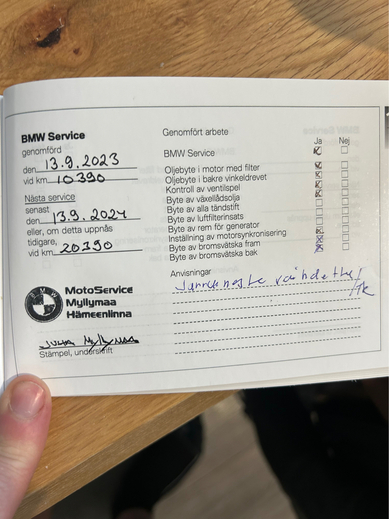 BMW Service
genomförd
den 13.9.2023
vid km 10390
Nästa service
senast
den 13.9.2024
eller, om detta uppnås
tidigare,
vid km 20390
MotoService
Myllymaa
Hämeenlinna
Stämpel, underskrift
Genomfört arbete
Ja Nej
BMW Service
Oljebyte i motor med filter
Oljebyte i bakre vinkeldrevet
Kontroll av ventilspel
Byte av växellådsolja
Byte av alla tändstift
Byte av luftfilterinsats
Byte av rem för generator
Inställning av motorsynkronisering
Byte av bromsvätska fram
Byte av bromsvätska bak
Anvisningar